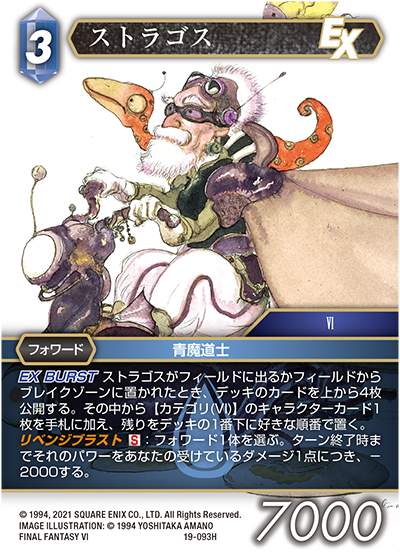 3
ストラゴス
EX
VI
フォワード
青魔道士
EX BURST ストラゴスがフィールドに出るかフィールドから
ブレイクゾーンに置かれたとき、デッキのカードを上から4枚
公開する。その中から【カテゴリ(VI)】のキャラクターカード1
枚を手札に加え、残りをデッキの1番下に好きな順番で置く。
リベンジブラスト S：フォワード1体を選ぶ。ターン終了時ま
でそれのパワーをあなたの受けているダメージ1点につき、－
2000する。
© 1994, 2021 SQUARE ENIX CO., LTD. All Rights Reserved.
IMAGE ILLUSTRATION: © 1994 YOSHITAKA AMANO
FINAL FANTASY VI
19-093H
7000